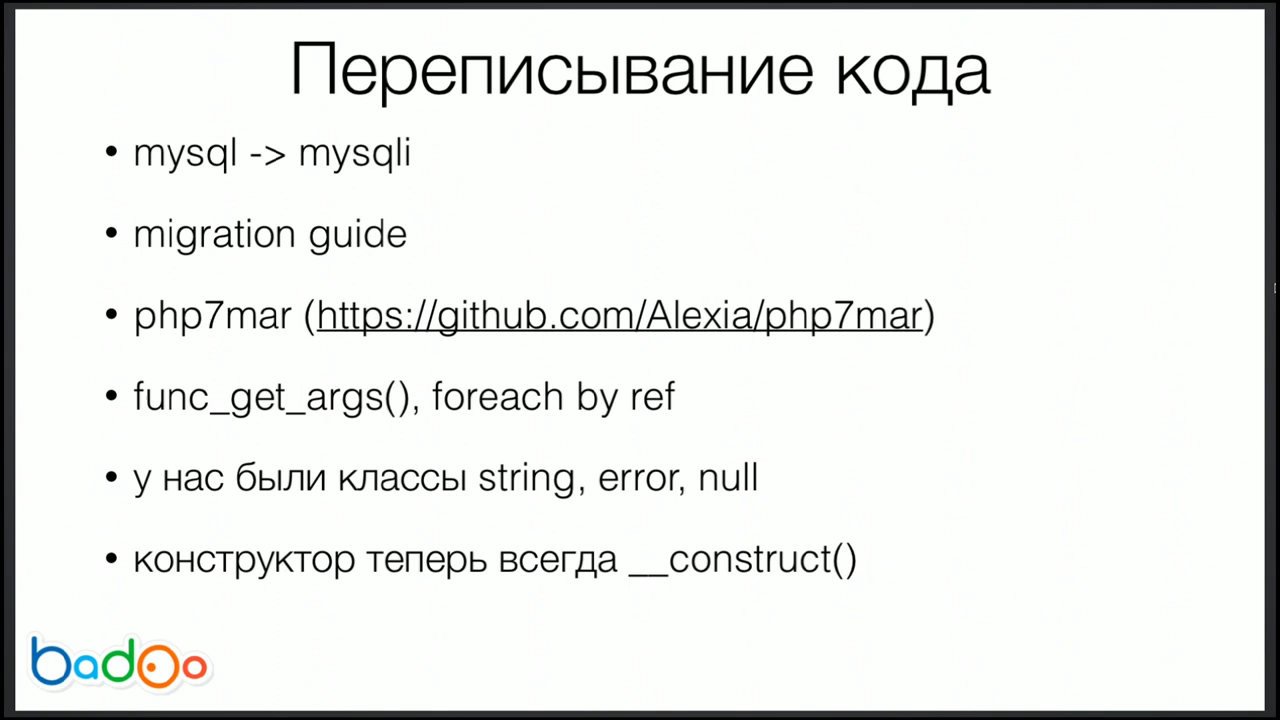 Переписывание кода
• mysql -> mysqli
• migration guide
• php7mar (https://github.com/Alexia/php7mar)
• func_get_args(), foreach by ref
• у нас были классы string, error, null
• конструктор теперь всегда __construct()
badoo